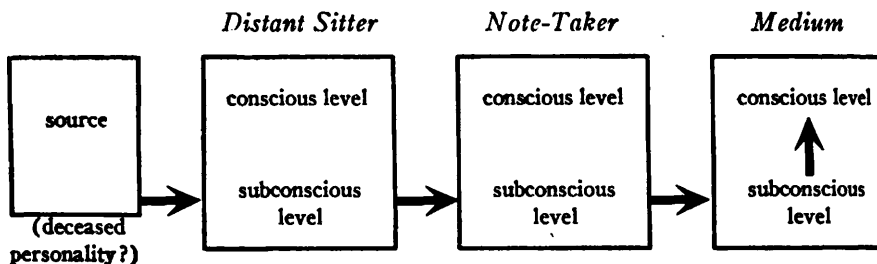 Distant Sitter
Note-Taker
Medium
source
(deceased
personality?)
conscious level
subconscious
level
conscious level
subconscious
level
conscious level
subconscious
level